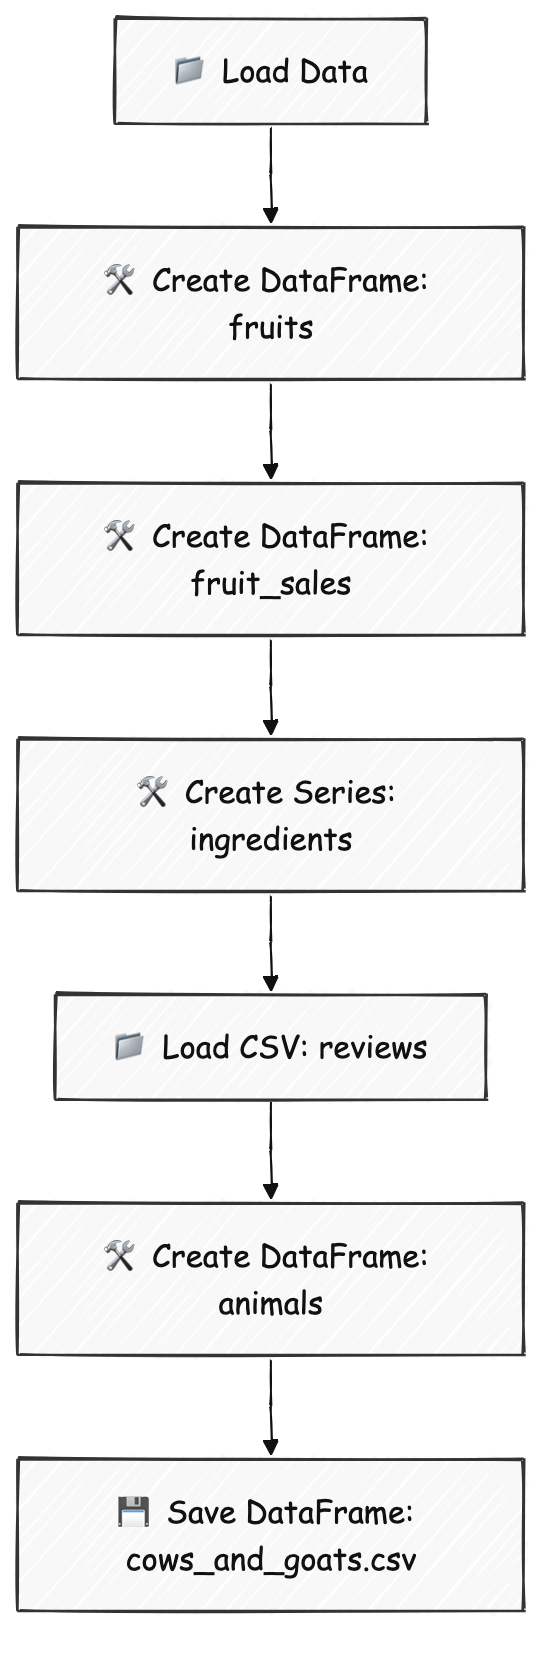 Load Data
Create DataFrame:
fruits
Create DataFrame:
fruit_sales
Create Series:
ingredients
Load CSV: reviews
Create DataFrame:
animals
Save DataFrame:
cows_and_goats.csv